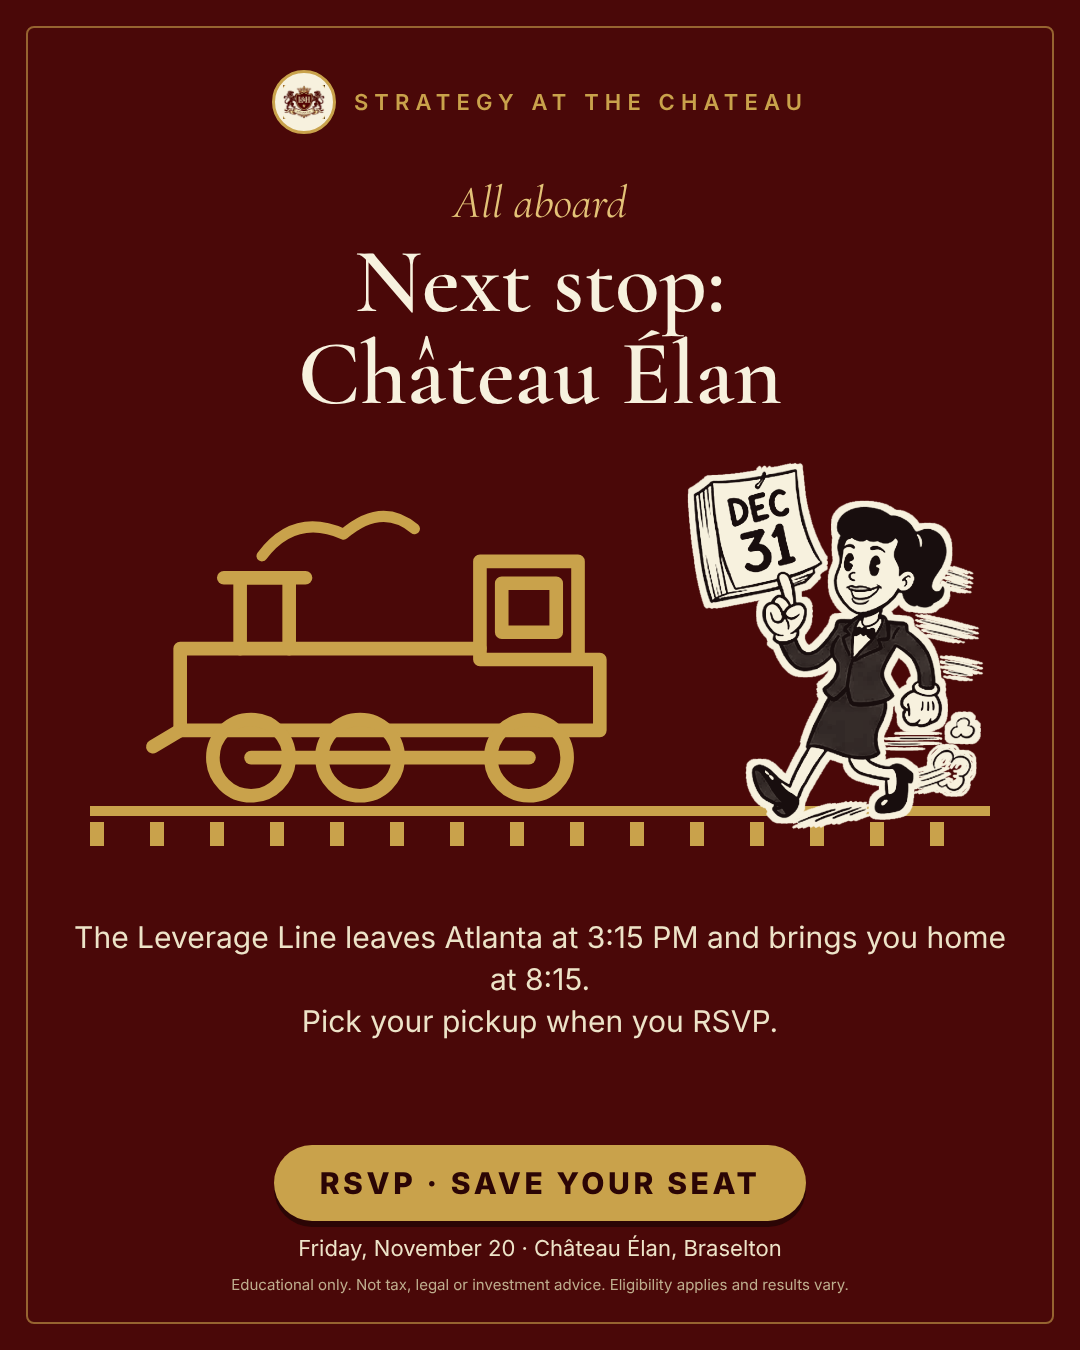 STRATEGY AT THE CHATEAU
All aboard
Next stop:
Château Élan
DEC
31
The Leverage Line leaves Atlanta at 3:15 PM and brings you home
at 8:15.
Pick your pickup when you RSVP.
RSVP · SAVE YOUR SEAT
Friday, November 20 · Château Élan, Braselton
Educational only. Not tax, legal or investment advice. Eligibility applies and results vary.